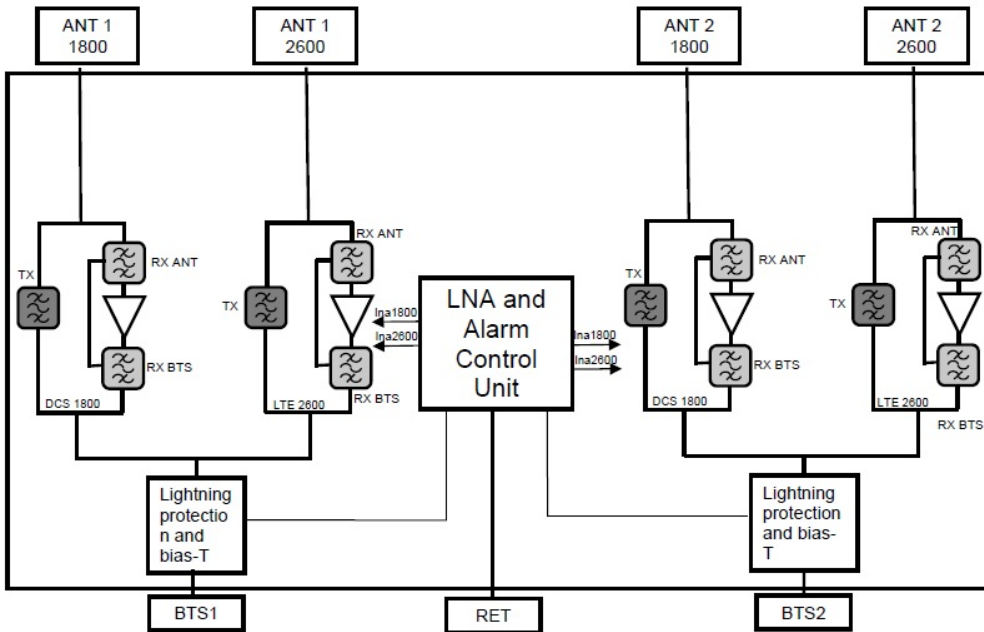 ANT 1
1800
ANT 1
2600
ANT 2
1800
ANT 2
2600
RX ANT
RX ANT
TX
TX
RX BTS
RX BTS
DCS 1800
LTE 2600
lna1800
lna2600
LNA and
Alarm
Control
Unit
lna1800
lna2600
RX ANT
RX ANT
TX
TX
RX BTS
RX BTS
DCS 1800
LTE 2600
Lightning
protectio
n and
bias-T
Lightning
protection
and bias-
T
BTS1
RET
BTS2